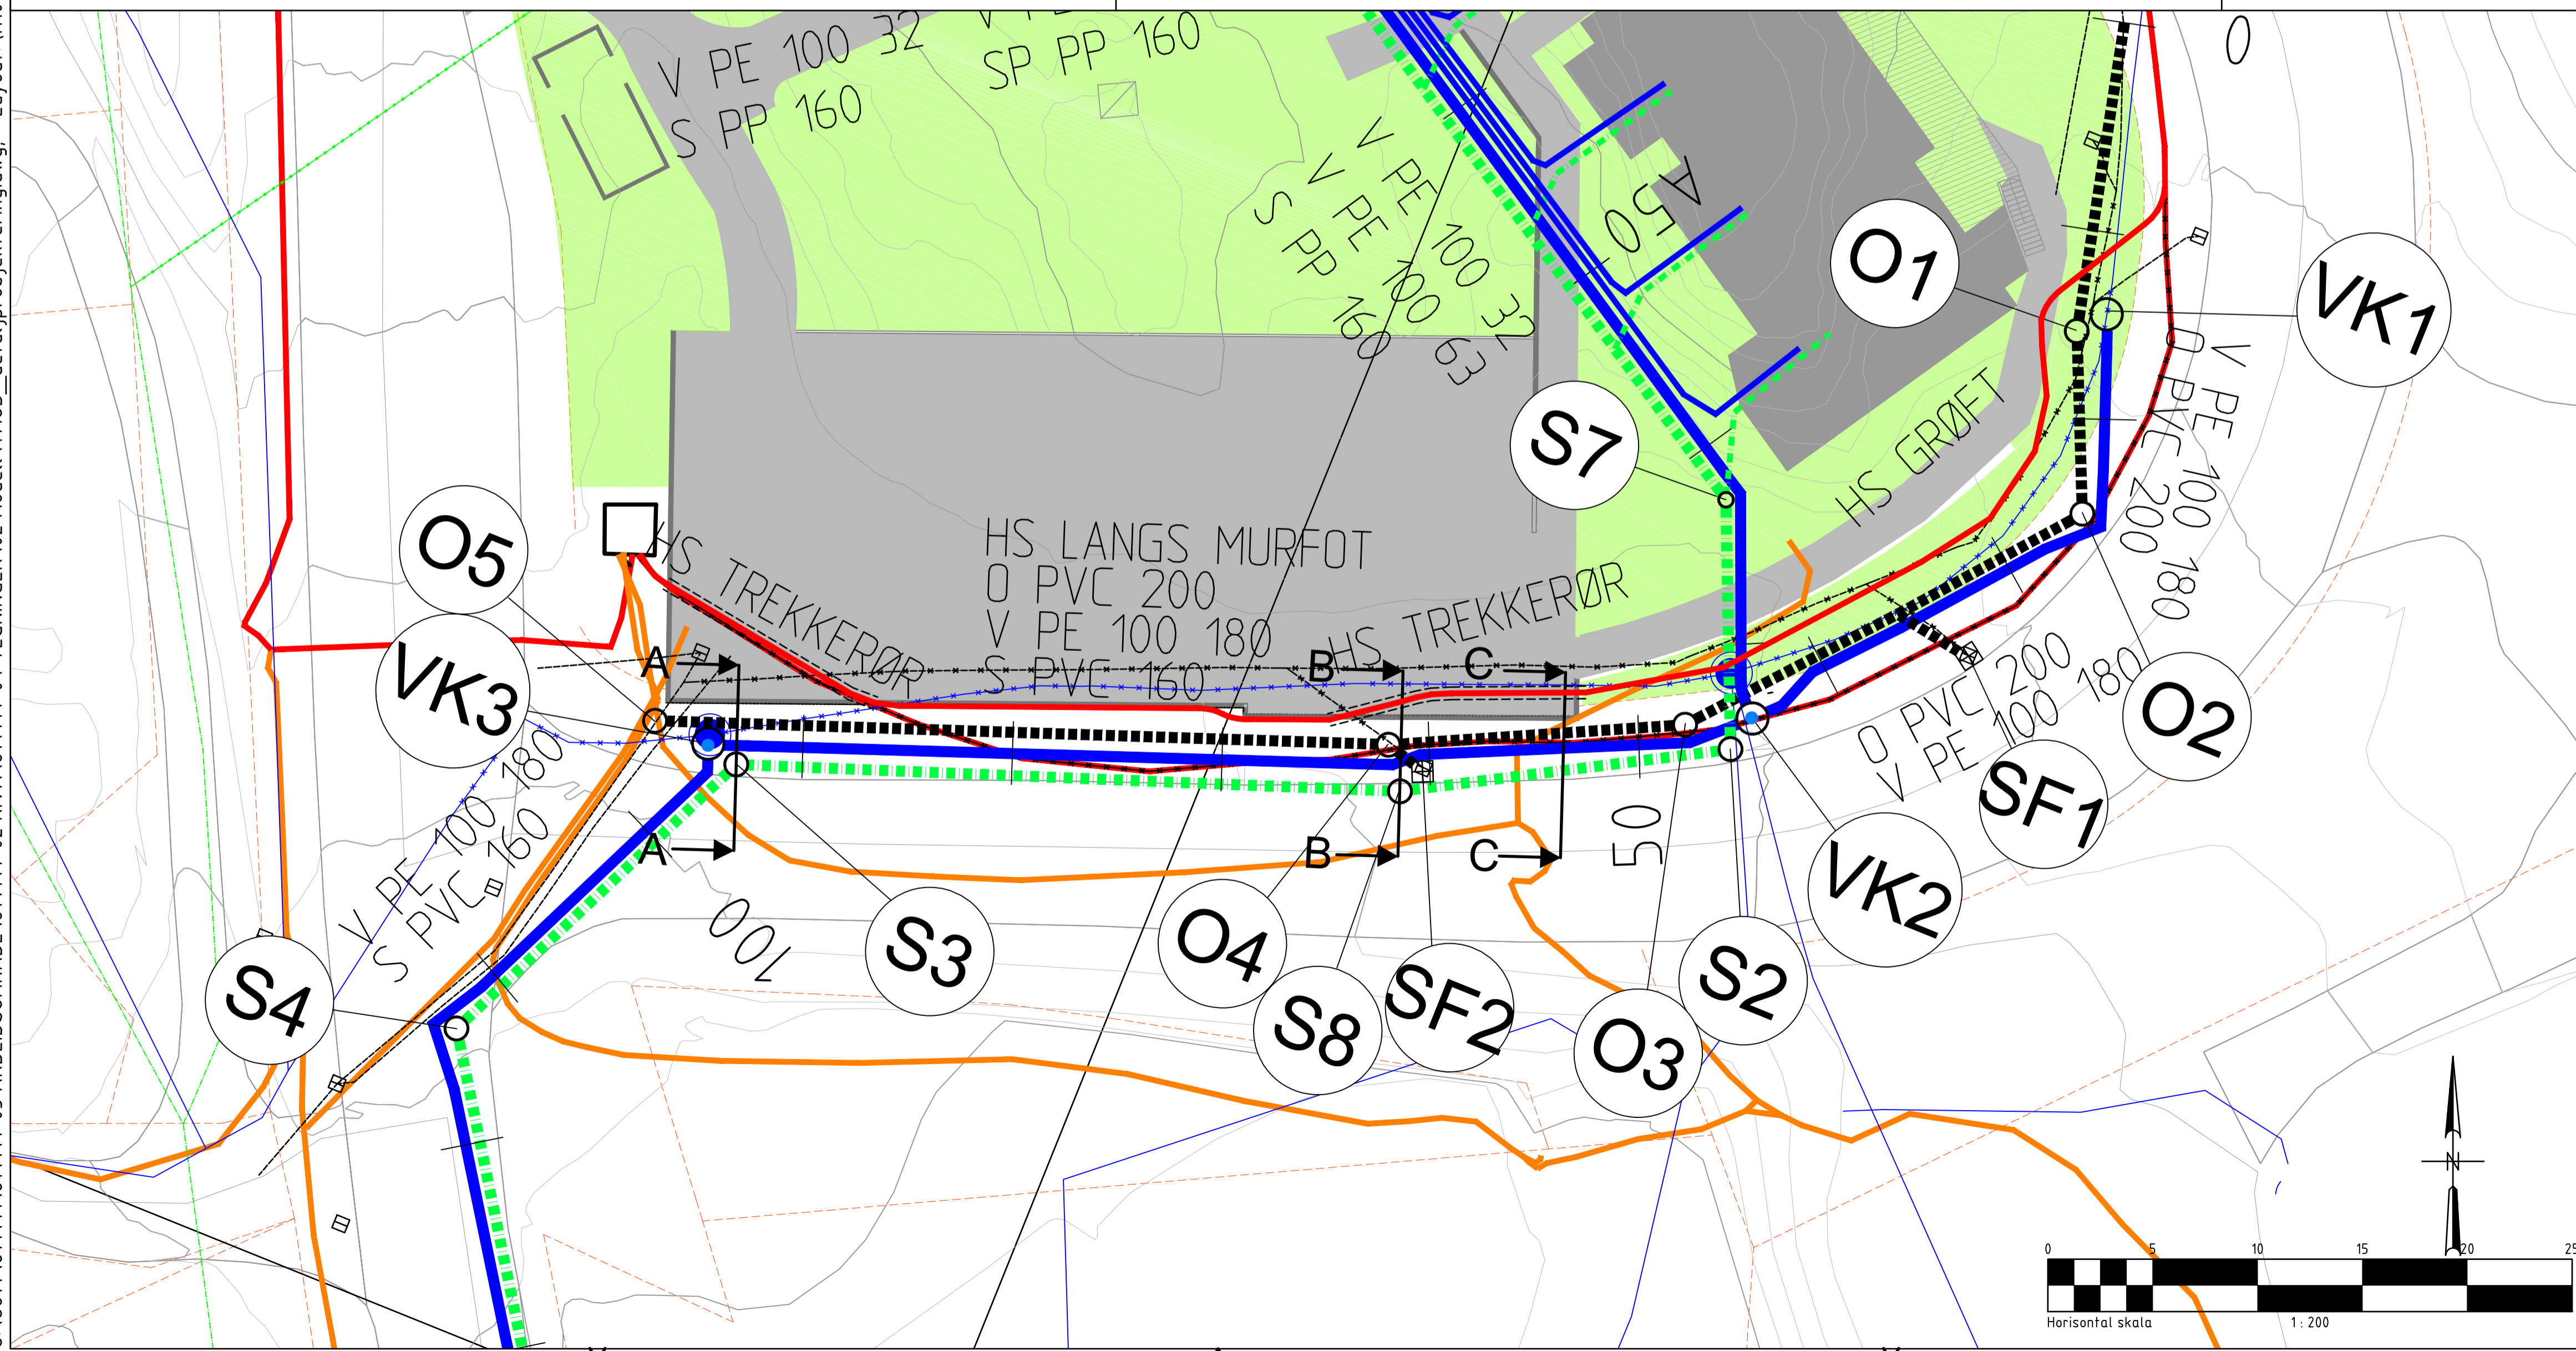 V PE 100 32
S PP 160
SP PP 160
V PE 100 32
V PE 100 63
S PP 160
A 50
0
O1
VK1
V PE 100 180
O PVC 200
S7
HS GRØFT
O5
HS TREKKERØR
HS LANGS MURFOT
O PVC 200
V PE 100 180
S PVC 160
HS TREKKERØR
VK3
A
B
C
O PVC 200
V PE 100 180
O2
SF1
V PE 100 180
S PVC 160
A
B
C
50
VK2
100
S3
O4
S4
S8
SF2
S2
O3
N
0 5 10 15 20 25
Horisontal skala 1:200